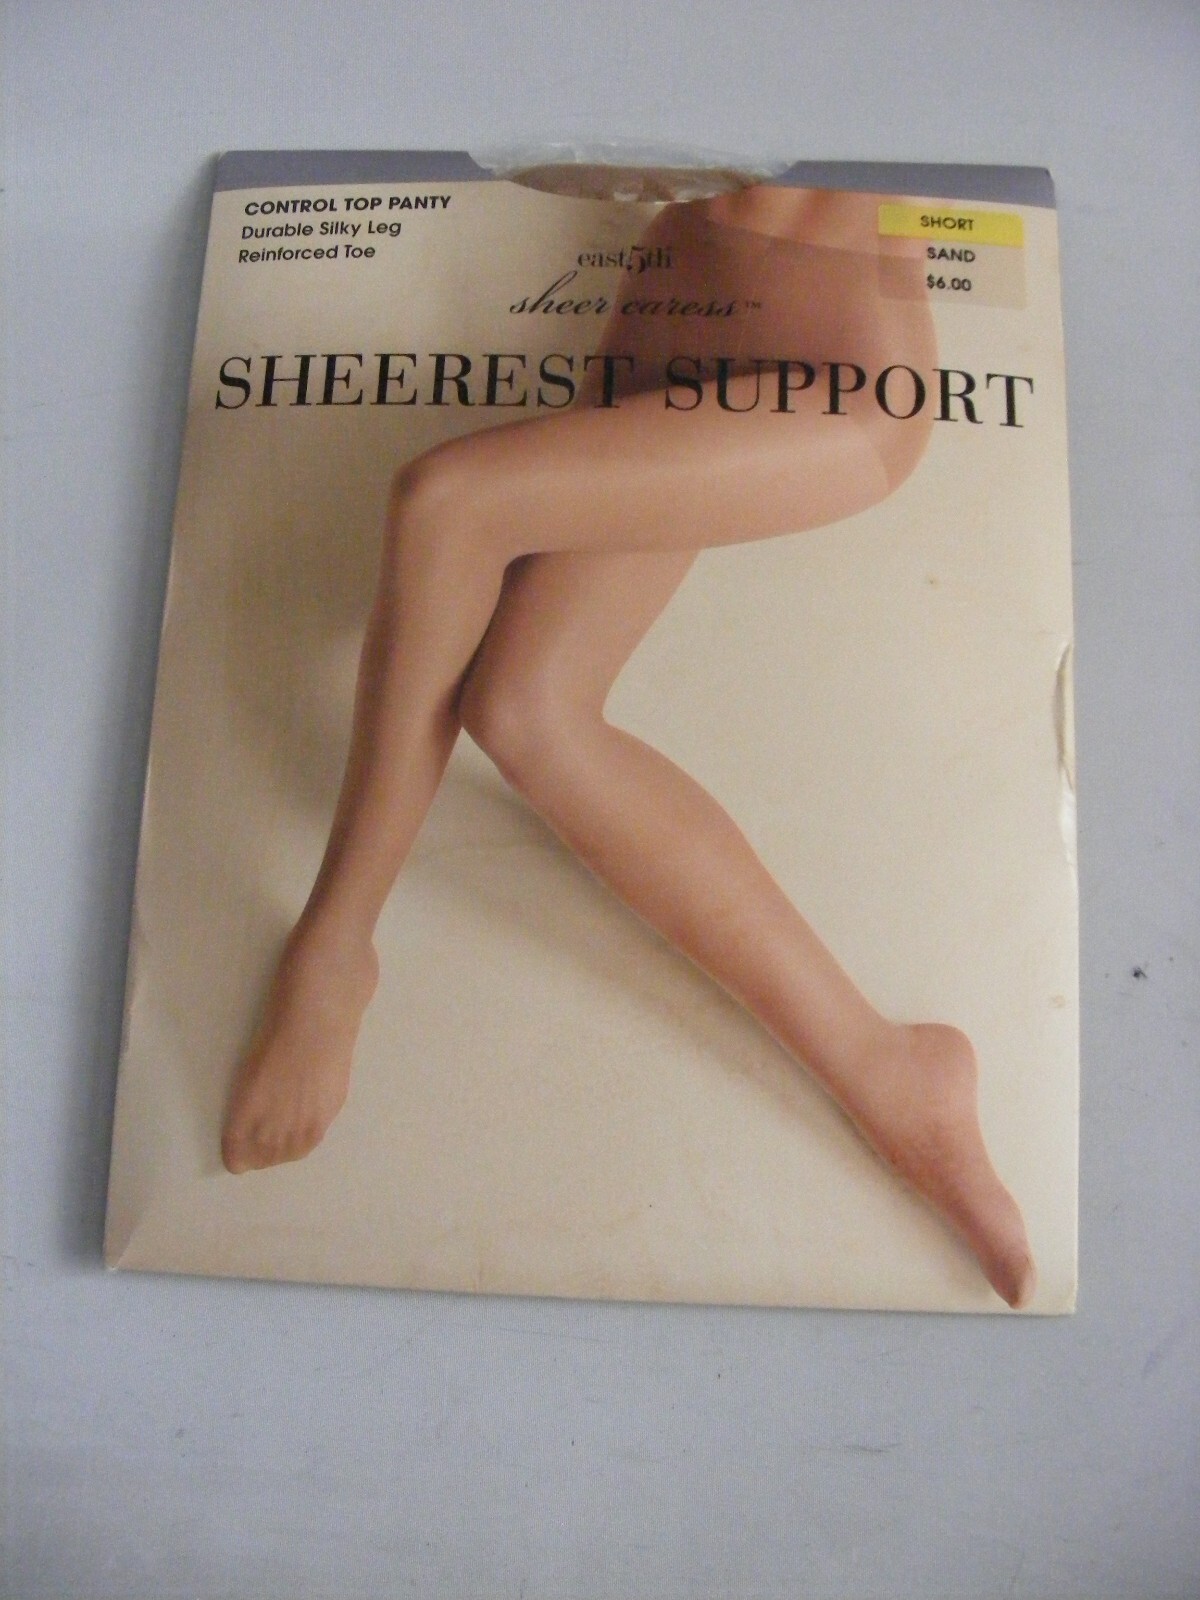 CONTROL TOP PANTY
Durable Silky Leg
Reinforced Toe
SHORT
SAND
$6.00
east5th
sheer caress™
SHEEREST SUPPORT